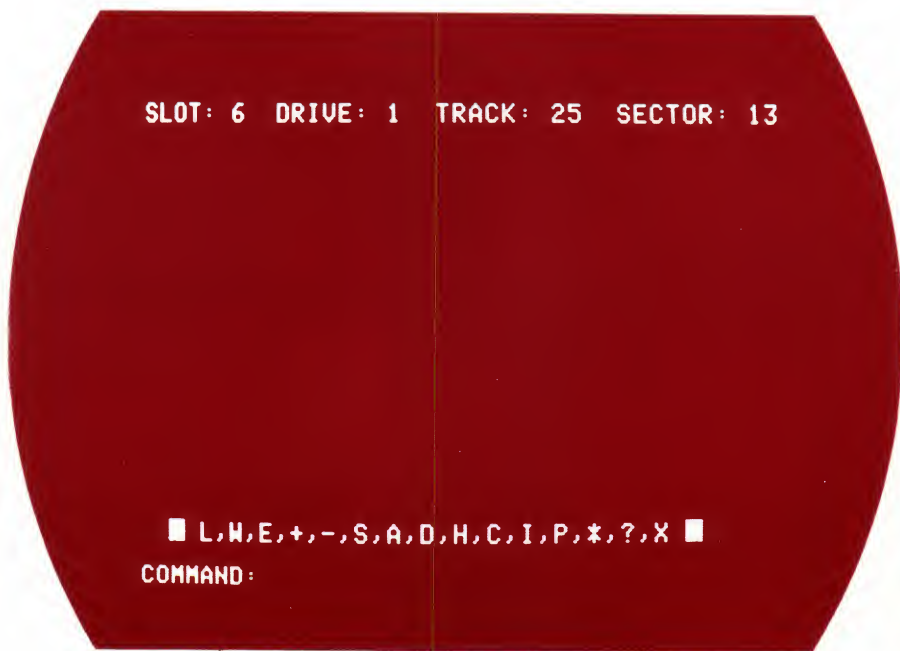 SLOT: 6 DRIVE: 1 TRACK: 25 SECTOR: 13
L,W,E,+,-,S,A,D,H,C,I,P,*,?,X
COMMAND: